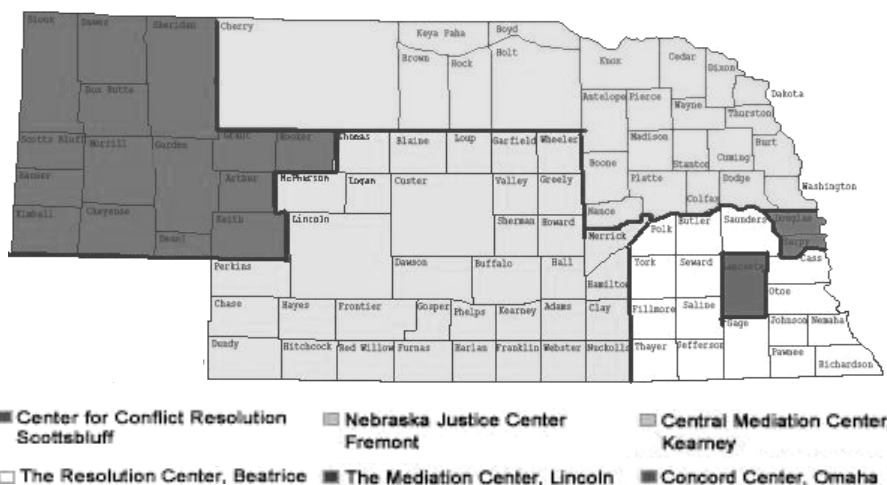 Sioux Dawes Sheridan Cherry Keya Paha Boyd
Brown Rock Holt Knox Cedar Dixon
Box Butte Antelope Pierce Wayne Dakota
Thurston
Scotts Bluff Morrill Garden Grant Hooker Thomas Blaine Loup Garfield Wheeler Madison Stanton Cuming Burt
Banner Arthur McPherson Logan Custer Valley Greely Boone Platte Colfax Dodge Washington
Kimball Cheyenne Deuel Keith Lincoln Sherman Howard Nance Merrick Polk Butler Saunders Douglas
Sarpy
Perkins Dawson Buffalo Hall Hamilton York Seward Lancaster Cass
Otoe
Chase Hayes Frontier Gosper Phelps Kearney Adams Clay Fillmore Saline Gage Johnson Nemaha
Dundy Hitchcock Red Willow Furnas Harlan Franklin Webster Nuckolls Thayer Jefferson Pawnee Richardson
Center for Conflict Resolution
Scottsbluff
Nebraska Justice Center
Fremont
Central Mediation Center,
Kearney
The Resolution Center, Beatrice
The Mediation Center, Lincoln
Concord Center, Omaha